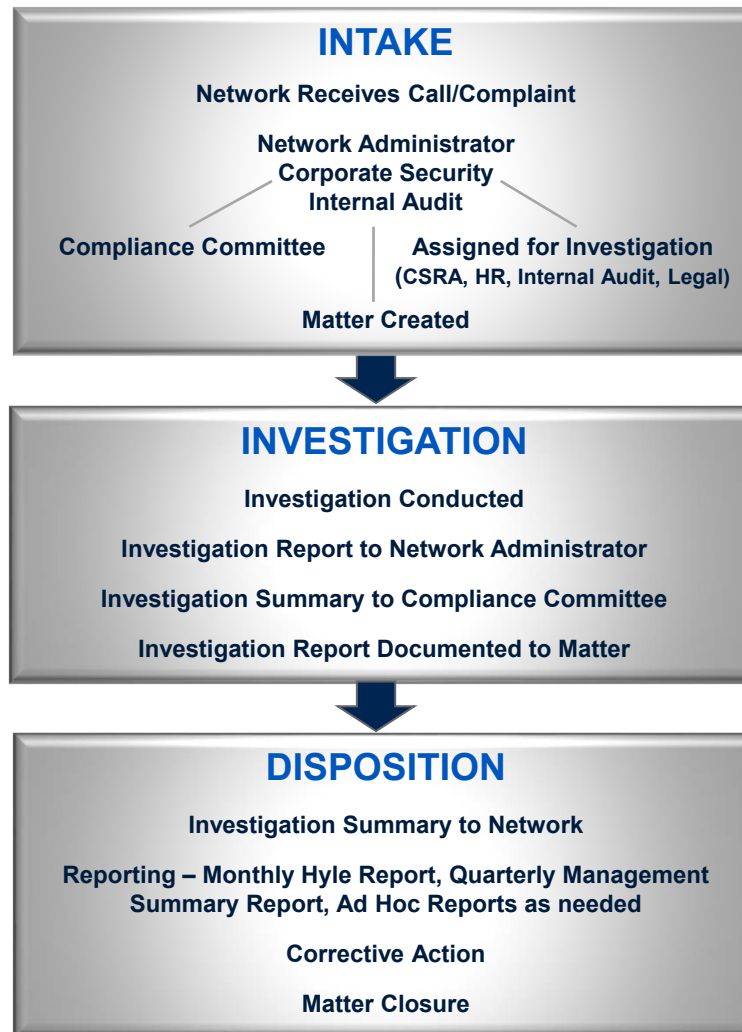 INTAKE
Network Receives Call/Complaint
Network Administrator
Corporate Security
Internal Audit
Compliance Committee
Assigned for Investigation
(CSRA, HR, Internal Audit, Legal)
Matter Created
INVESTIGATION
Investigation Conducted
Investigation Report to Network Administrator
Investigation Summary to Compliance Committee
Investigation Report Documented to Matter
DISPOSITION
Investigation Summary to Network
Reporting – Monthly Hyle Report, Quarterly Management
Summary Report, Ad Hoc Reports as needed
Corrective Action
Matter Closure